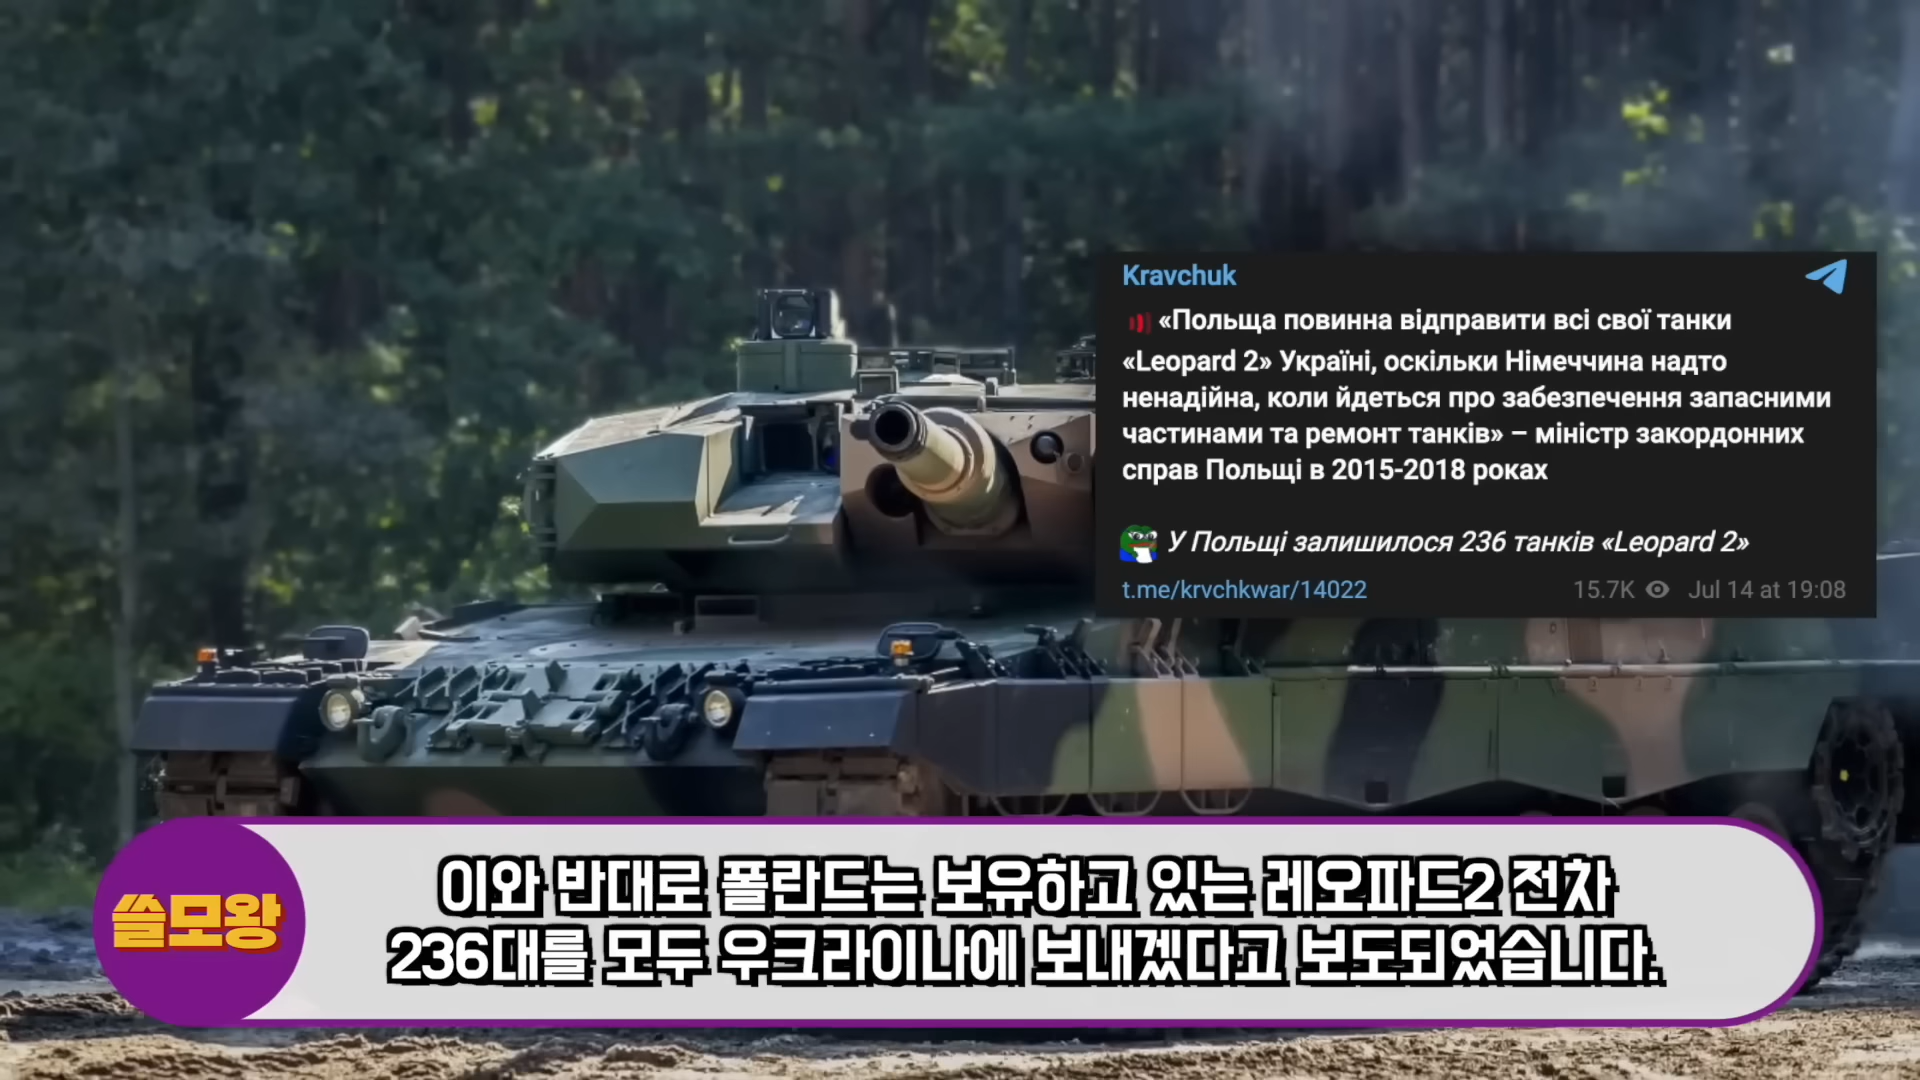 Kravchuk
«Польща повинна відправити всі свої танки
«Leopard 2» Україні, оскільки Німеччина надто
ненадійна, коли йдеться про забезпечення запасними
частинами та ремонт танків» – міністр закордонних
справ Польщі в 2015-2018 роках
У Польщі залишилося 236 танків «Leopard 2»
t.me/krvchkwar/14022
15.7K Jul 14 at 19:08
쓸모왕
이와 반대로 폴란드는 보유하고 있는 레오파드2 전차
236대를 모두 우크라이나에 보내겠다고 보도되었습니다.